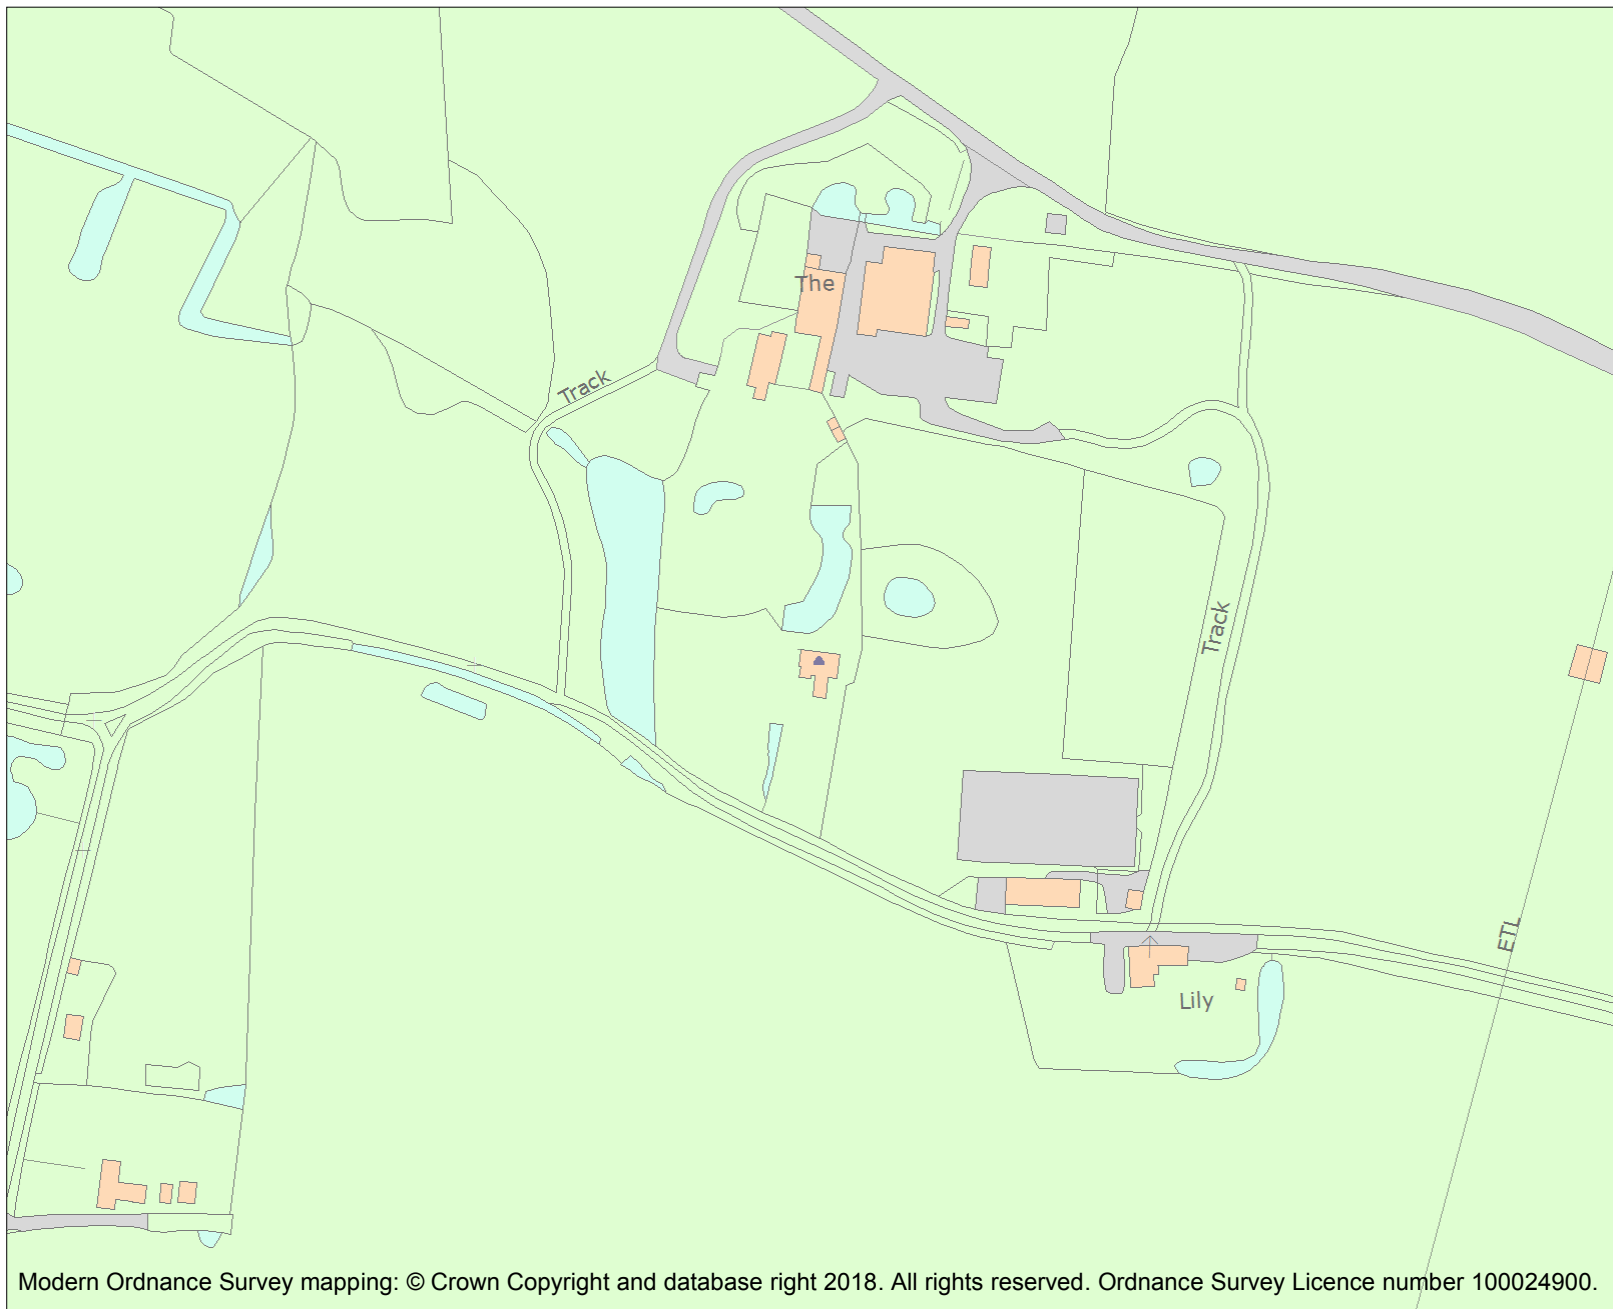 The
Track
Track
ETL
Lily
Modern Ordnance Survey mapping: © Crown Copyright and database right 2018. All rights reserved. Ordnance Survey Licence number 100024900.